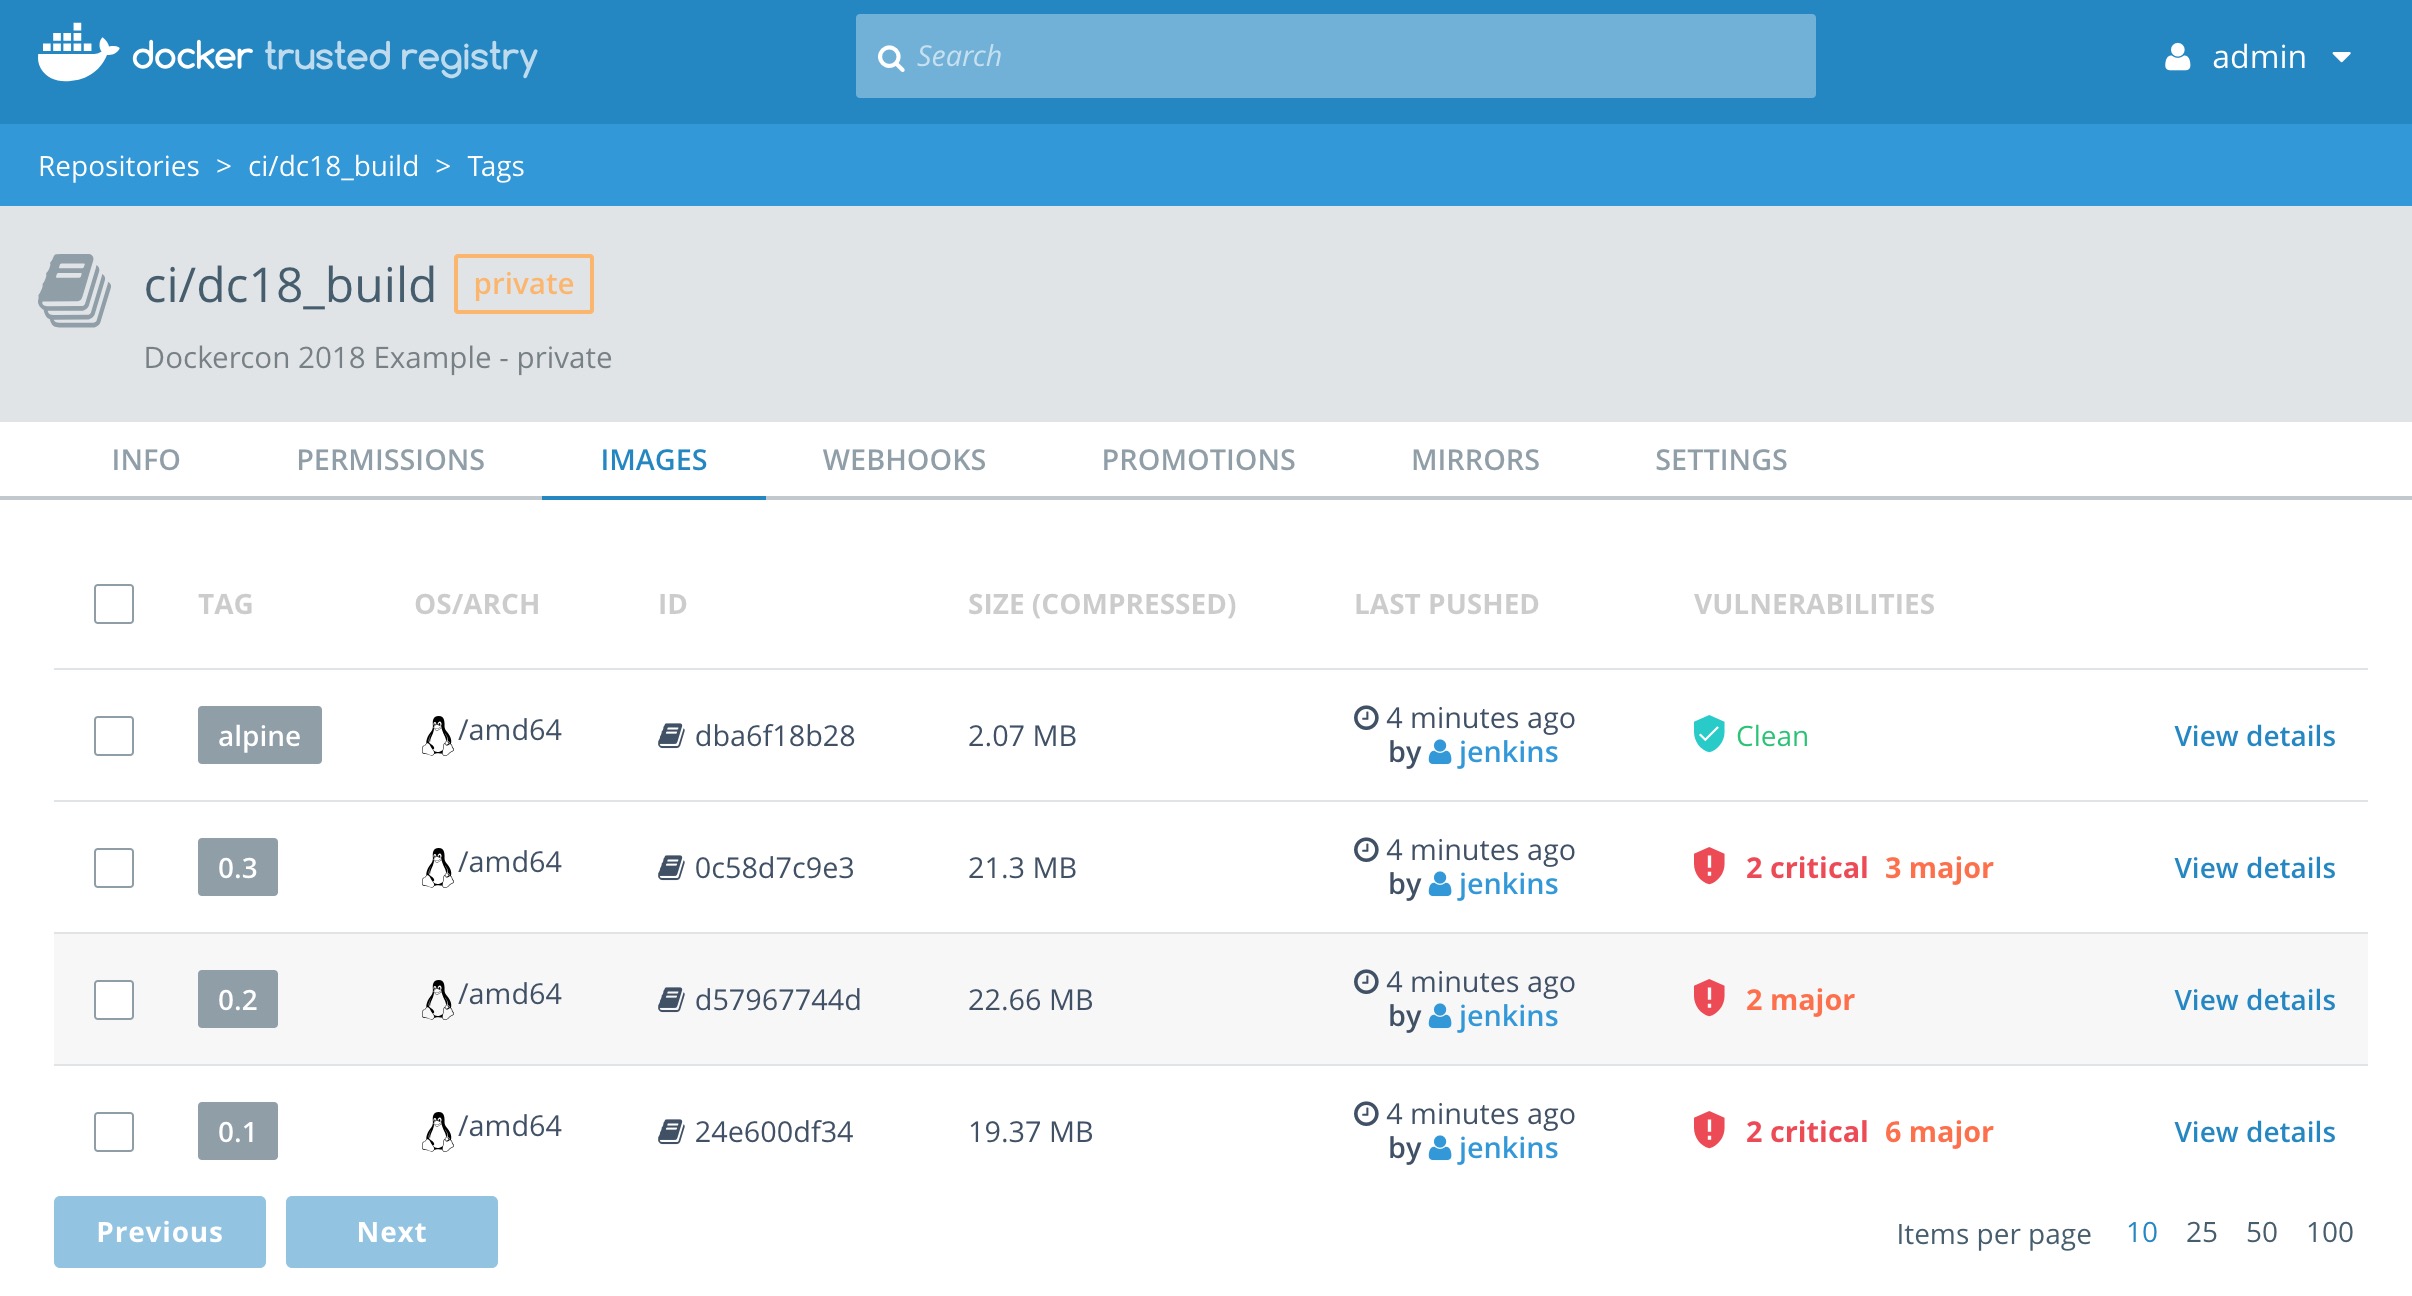 docker trusted registry
Search
admin
Repositories > ci/dc18_build > Tags
ci/dc18_build private
Dockercon 2018 Example - private
INFO PERMISSIONS IMAGES WEBHOOKS PROMOTIONS MIRRORS SETTINGS
TAG OS/ARCH ID SIZE (COMPRESSED) LAST PUSHED VULNERABILITIES
alpine /amd64 dba6f18b28 2.07 MB 4 minutes ago by jenkins Clean View details
0.3 /amd64 0c58d7c9e3 21.3 MB 4 minutes ago by jenkins 2 critical 3 major View details
0.2 /amd64 d57967744d 22.66 MB 4 minutes ago by jenkins 2 major View details
0.1 /amd64 24e600df34 19.37 MB 4 minutes ago by jenkins 2 critical 6 major View details
Previous Next Items per page 10 25 50 100